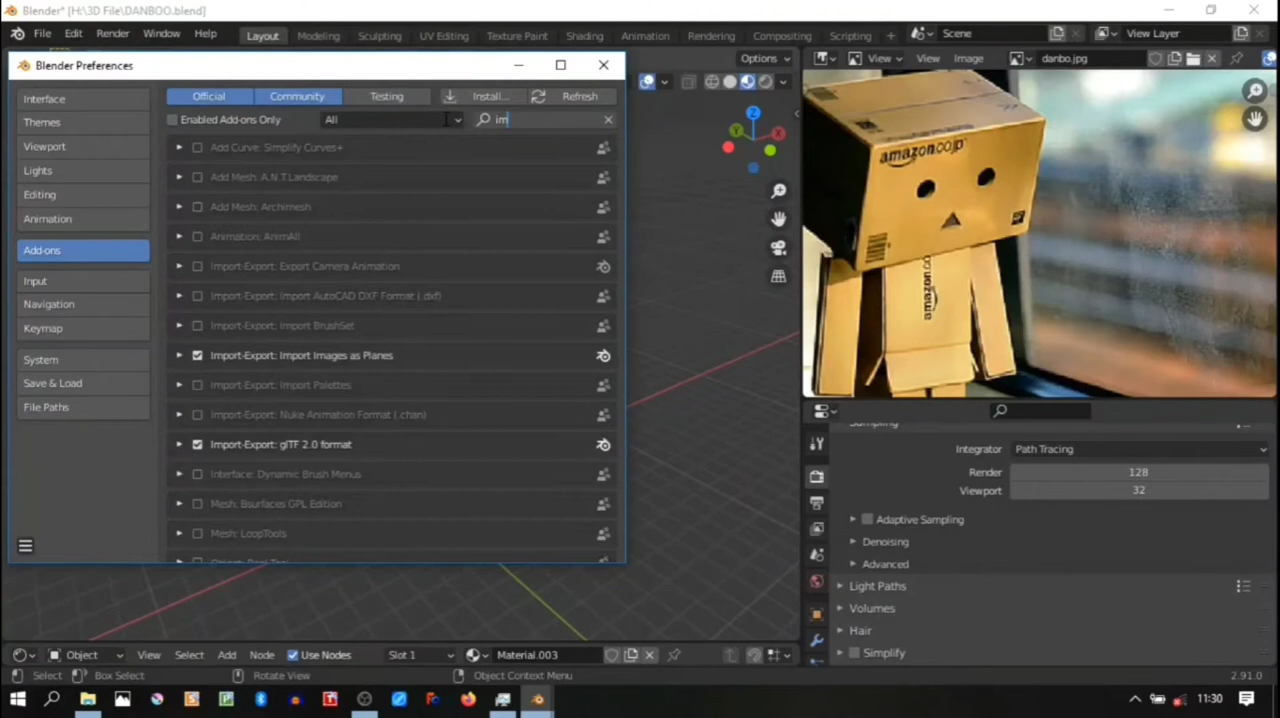 Blender* [H:\3D File\DANBOO.blend]
File Edit Render Window Help Layout Modeling Sculpting UV Editing Texture Paint Shading Animation Rendering Compositing Scripting + Scene View Layer
Blender Preferences
Options
View View Image danbo.jpg
Interface
Themes
Viewport
Lights
Editing
Animation
Add-ons
Input
Navigation
Keymap
System
Save & Load
File Paths
Official Community Testing Install... Refresh
Enabled Add-ons Only All im
Add Curve: Simplify Curves+
Add Mesh: A.N.T.Landscape
Add Mesh: Archimesh
Animation: AnimAll
Import-Export: Export Camera Animation
Import-Export: Import AutoCAD DXF Format (.dxf)
Import-Export: Import BrushSet
Import-Export: Import Images as Planes
Import-Export: Import Palettes
Import-Export: Nuke Animation Format (.chan)
Import-Export: glTF 2.0 format
Interface: Dynamic Brush Menus
Mesh: Bsurfaces GPL Edition
Mesh: LoopTools
Z
Y
X
amazon.co.jp
amazon.co
Sampling
Integrator Path Tracing
Render 128
Viewport 32
Adaptive Sampling
Denoising
Advanced
Light Paths
Volumes
Hair
Simplify
Object View Select Add Node Use Nodes Slot 1 Material.003
Select Box Select Rotate View Object Context Menu 2.91.0
11:30